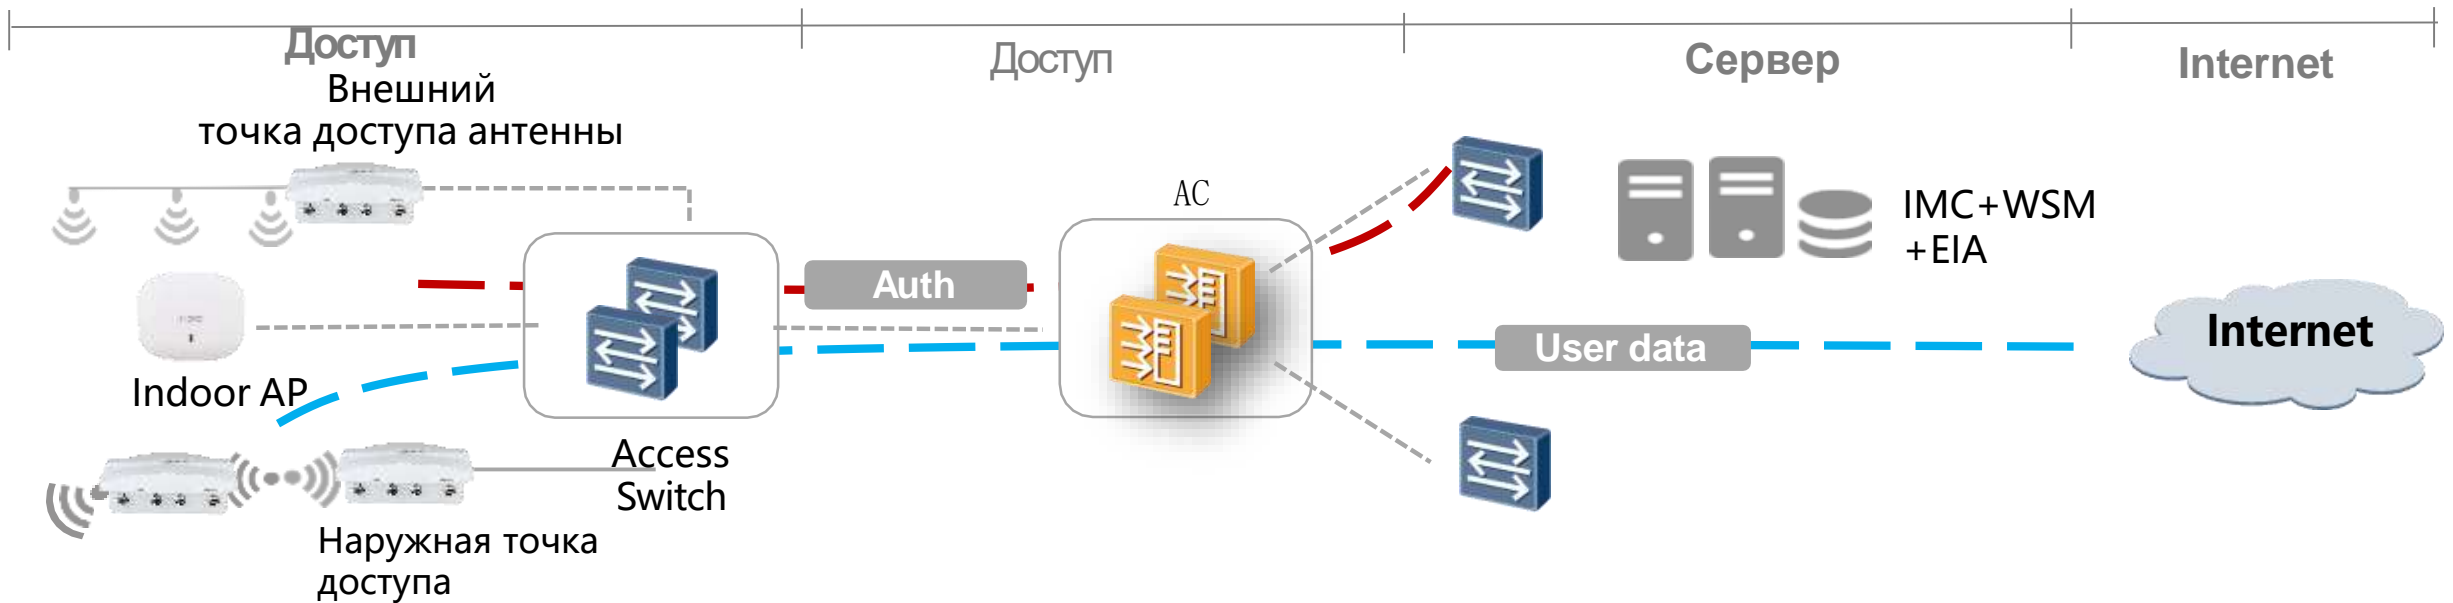 Доступ
Доступ
Сервер
Internet
Внешний
точка доступа антенны
AC
IMC+WSM
+EIA
Auth
Internet
User data
Indoor AP
Access
Switch
Наружная точка
доступа